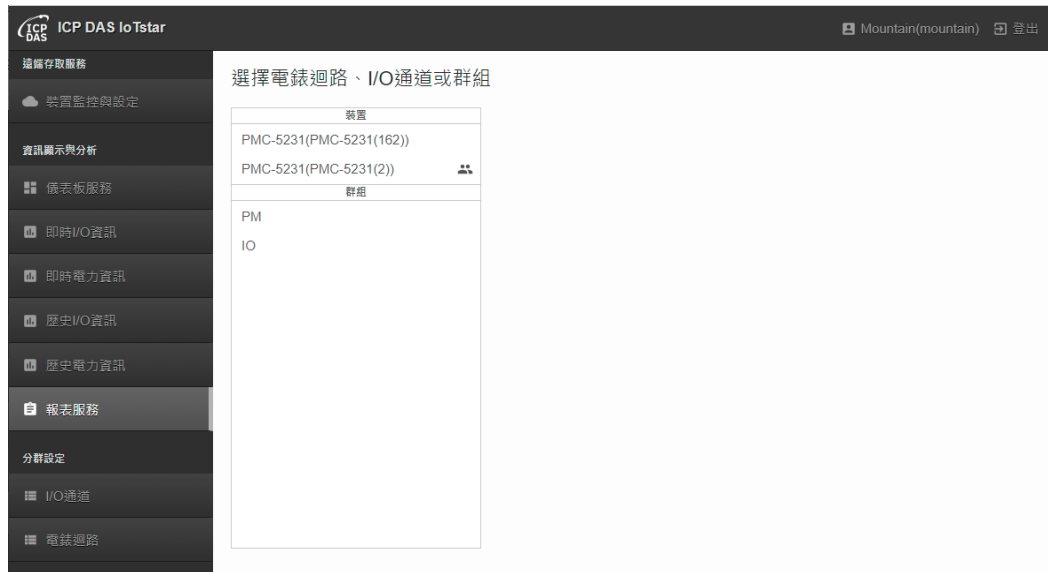 ICP DAS
ICP DAS IoTstar
Mountain(mountain)
登出
遠端存取服務
裝置監控與設定
資訊顯示與分析
儀表板服務
即時I/O資訊
即時電力資訊
歷史I/O資訊
歷史電力資訊
報表服務
分群設定
I/O通道
電錶迴路
選擇電錶迴路、I/O通道或群組
裝置
PMC-5231(PMC-5231(162))
PMC-5231(PMC-5231(2))
群組
PM
IO